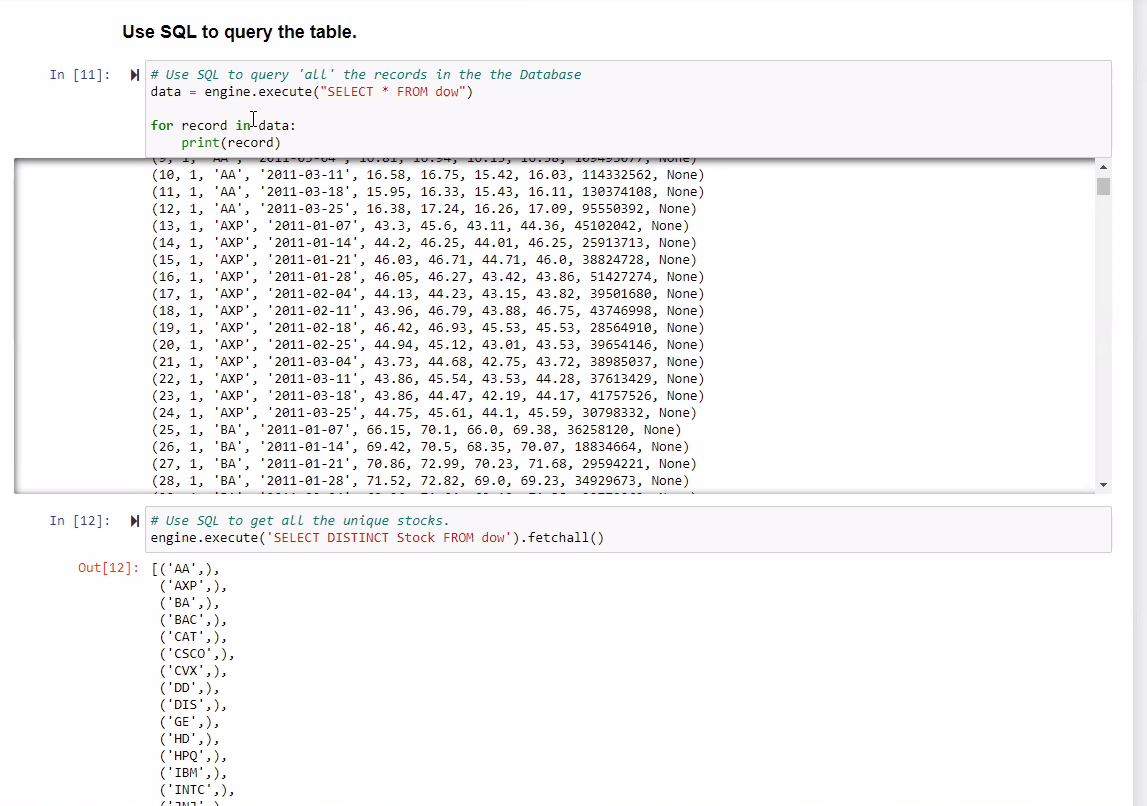 Use SQL to query the table.
In [11]:
# Use SQL to query 'all' the records in the the Database
data = engine.execute("SELECT * FROM dow")
for record in data:
print(record)
(10, 1, 'AA', '2011-03-11', 16.58, 16.75, 15.42, 16.03, 114332562, None)
(11, 1, 'AA', '2011-03-18', 15.95, 16.33, 15.43, 16.11, 130374108, None)
(12, 1, 'AA', '2011-03-25', 16.38, 17.24, 16.26, 17.09, 95550392, None)
(13, 1, 'AXP', '2011-01-07', 43.3, 45.6, 43.11, 44.36, 45102042, None)
(14, 1, 'AXP', '2011-01-14', 44.2, 46.25, 44.01, 46.25, 25913713, None)
(15, 1, 'AXP', '2011-01-21', 46.03, 46.71, 44.71, 46.0, 38824728, None)
(16, 1, 'AXP', '2011-01-28', 46.05, 46.27, 43.42, 43.86, 51427274, None)
(17, 1, 'AXP', '2011-02-04', 44.13, 44.23, 43.15, 43.82, 39501680, None)
(18, 1, 'AXP', '2011-02-11', 43.96, 46.79, 43.88, 46.75, 43746998, None)
(19, 1, 'AXP', '2011-02-18', 46.42, 46.93, 45.53, 45.53, 28564910, None)
(20, 1, 'AXP', '2011-02-25', 44.94, 45.12, 43.01, 43.53, 39654146, None)
(21, 1, 'AXP', '2011-03-04', 43.73, 44.68, 42.75, 43.72, 38985037, None)
(22, 1, 'AXP', '2011-03-11', 43.86, 45.54, 43.53, 44.28, 37613429, None)
(23, 1, 'AXP', '2011-03-18', 43.86, 44.47, 42.19, 44.17, 41757526, None)
(24, 1, 'AXP', '2011-03-25', 44.75, 45.61, 44.1, 45.59, 30798332, None)
(25, 1, 'BA', '2011-01-07', 66.15, 70.1, 66.0, 69.38, 36258120, None)
(26, 1, 'BA', '2011-01-14', 69.42, 70.5, 68.35, 70.07, 18834664, None)
(27, 1, 'BA', '2011-01-21', 70.86, 72.99, 70.23, 71.68, 29594221, None)
(28, 1, 'BA', '2011-01-28', 71.52, 72.82, 69.0, 69.23, 34929673, None)
In [12]:
# Use SQL to get all the unique stocks.
engine.execute('SELECT DISTINCT Stock FROM dow').fetchall()
Out[12]: [('AA',),
('AXP',),
('BA',),
('BAC',),
('CAT',),
('CSCO',),
('CVX',),
('DD',),
('DIS',),
('GE',),
('HD',),
('HPQ',),
('IBM',),
('INTC',),